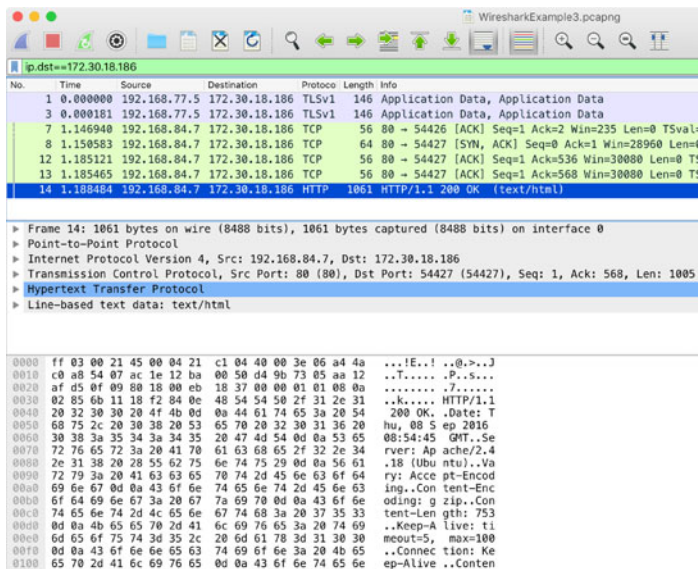 WiresharkExample3.pcapng
ip.dst==172.30.18.186
No. Time Source Destination Protoco Length Info
1 0.000000 192.168.77.5 172.30.18.186 TLSv1 146 Application Data, Application Data
3 0.000181 192.168.77.5 172.30.18.186 TLSv1 146 Application Data, Application Data
7 1.146940 192.168.84.7 172.30.18.186 TCP 56 80 → 54426 [ACK] Seq=1 Ack=2 Win=235 Len=0 TSval=
8 1.150583 192.168.84.7 172.30.18.186 TCP 64 80 → 54427 [SYN, ACK] Seq=0 Ack=1 Win=28960 Len=0
12 1.185121 192.168.84.7 172.30.18.186 TCP 56 80 → 54427 [ACK] Seq=1 Ack=536 Win=30080 Len=0 TS
13 1.185465 192.168.84.7 172.30.18.186 TCP 56 80 → 54427 [ACK] Seq=1 Ack=568 Win=30080 Len=0 TS
14 1.188484 192.168.84.7 172.30.18.186 HTTP 1061 HTTP/1.1 200 OK (text/html)
Frame 14: 1061 bytes on wire (8488 bits), 1061 bytes captured (8488 bits) on interface 0
Point-to-Point Protocol
Internet Protocol Version 4, Src: 192.168.84.7, Dst: 172.30.18.186
Transmission Control Protocol, Src Port: 80 (80), Dst Port: 54427 (54427), Seq: 1, Ack: 568, Len: 1005
Hypertext Transfer Protocol
Line-based text data: text/html
0000 ff 03 00 21 45 00 04 21 c1 04 40 00 3e 06 a4 4a ...!E..! ..@.>..J
0010 c0 a8 54 07 ac 1e 12 ba 00 50 d4 9b 73 05 aa 12 ..T..... .P..s...
0020 af d5 0f 09 80 18 00 eb 18 37 00 00 01 01 08 0a ........ .7......
0030 02 85 6b 11 18 f2 84 0e 48 54 54 50 2f 31 2e 31 ..k..... HTTP/1.1
0040 20 32 30 30 20 4f 4b 0d 0a 44 61 74 65 3a 20 54 200 OK. .Date: T
0050 68 75 2c 20 30 38 20 53 65 70 20 32 30 31 36 20 hu, 08 S ep 2016
0060 30 38 3a 35 34 3a 34 35 20 47 4d 54 0d 0a 53 65 08:54:45 GMT..Se
0070 72 76 65 72 3a 20 41 70 61 63 68 65 2f 32 2e 34 rver: Ap ache/2.4
0080 2e 31 38 20 28 55 62 75 6e 74 75 29 0d 0a 56 61 .18 (Ubu ntu)..Va
0090 72 79 3a 20 41 63 63 65 70 74 2d 45 6e 63 6f 64 ry: Acce pt-Encod
00a0 69 6e 67 0d 0a 43 6f 6e 74 65 6e 74 2d 45 6e 63 ing..Con tent-Enc
00b0 6f 64 69 6e 67 3a 20 67 7a 69 70 0d 0a 43 6f 6e oding: g zip..Con
00c0 74 65 6e 74 2d 4c 65 6e 67 74 68 3a 20 37 35 33 tent-Len gth: 753
00d0 0d 0a 4b 65 65 70 2d 41 6c 69 76 65 3a 20 74 69 ..Keep-A live: ti
00e0 6d 65 6f 75 74 3d 35 2c 20 6d 61 78 3d 31 30 30 meout=5, max=100
00f0 0d 0a 43 6f 6e 6e 65 63 74 69 6f 6e 3a 20 4b 65 ..Connec tion: Ke
0100 65 70 2d 41 6c 69 76 65 0d 0a 43 6f 6e 74 65 6e ep-Alive ..Conten